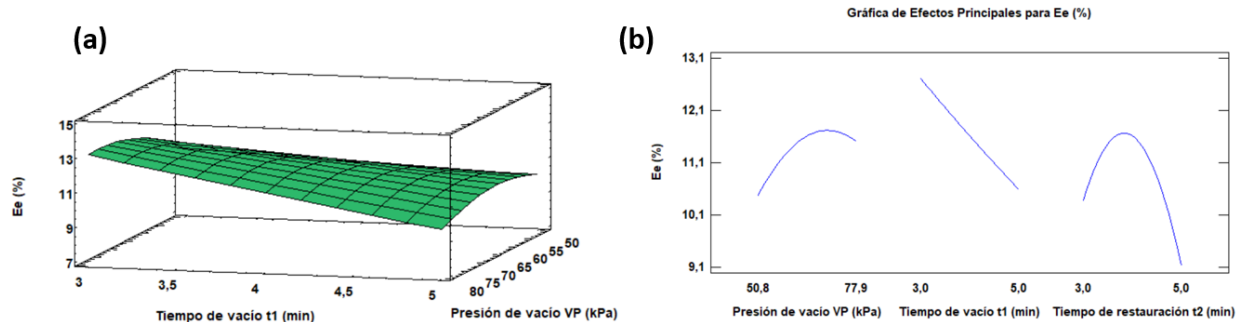 (a)
Ee (%)
15
13
11
9
7
3
3,5
4
4,5
5
80
75
70
65
60
55
50
Tiempo de vacío t1 (min)
Presión de vacío VP (kPa)
(b)
Gráfica de Efectos Principales para Ee (%)
Ee (%)
13,1
12,1
11,1
10,1
9,1
50,8 77,9 3,0 5,0 3,0 5,0
Presión de vacío VP (kPa) Tiempo de vacío t1 (min) Tiempo de restauración t2 (min)